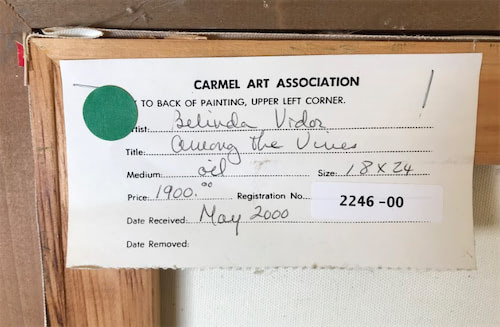 CARMEL ART ASSOCIATION
TO BACK OF PAINTING, UPPER LEFT CORNER.
tist: Belinda Vidor
Title: Among the Vines
Medium: oil Size: 18 x 24
Price: 1900.00 Registration No. 2246-00
Date Received: May 2000
Date Removed: